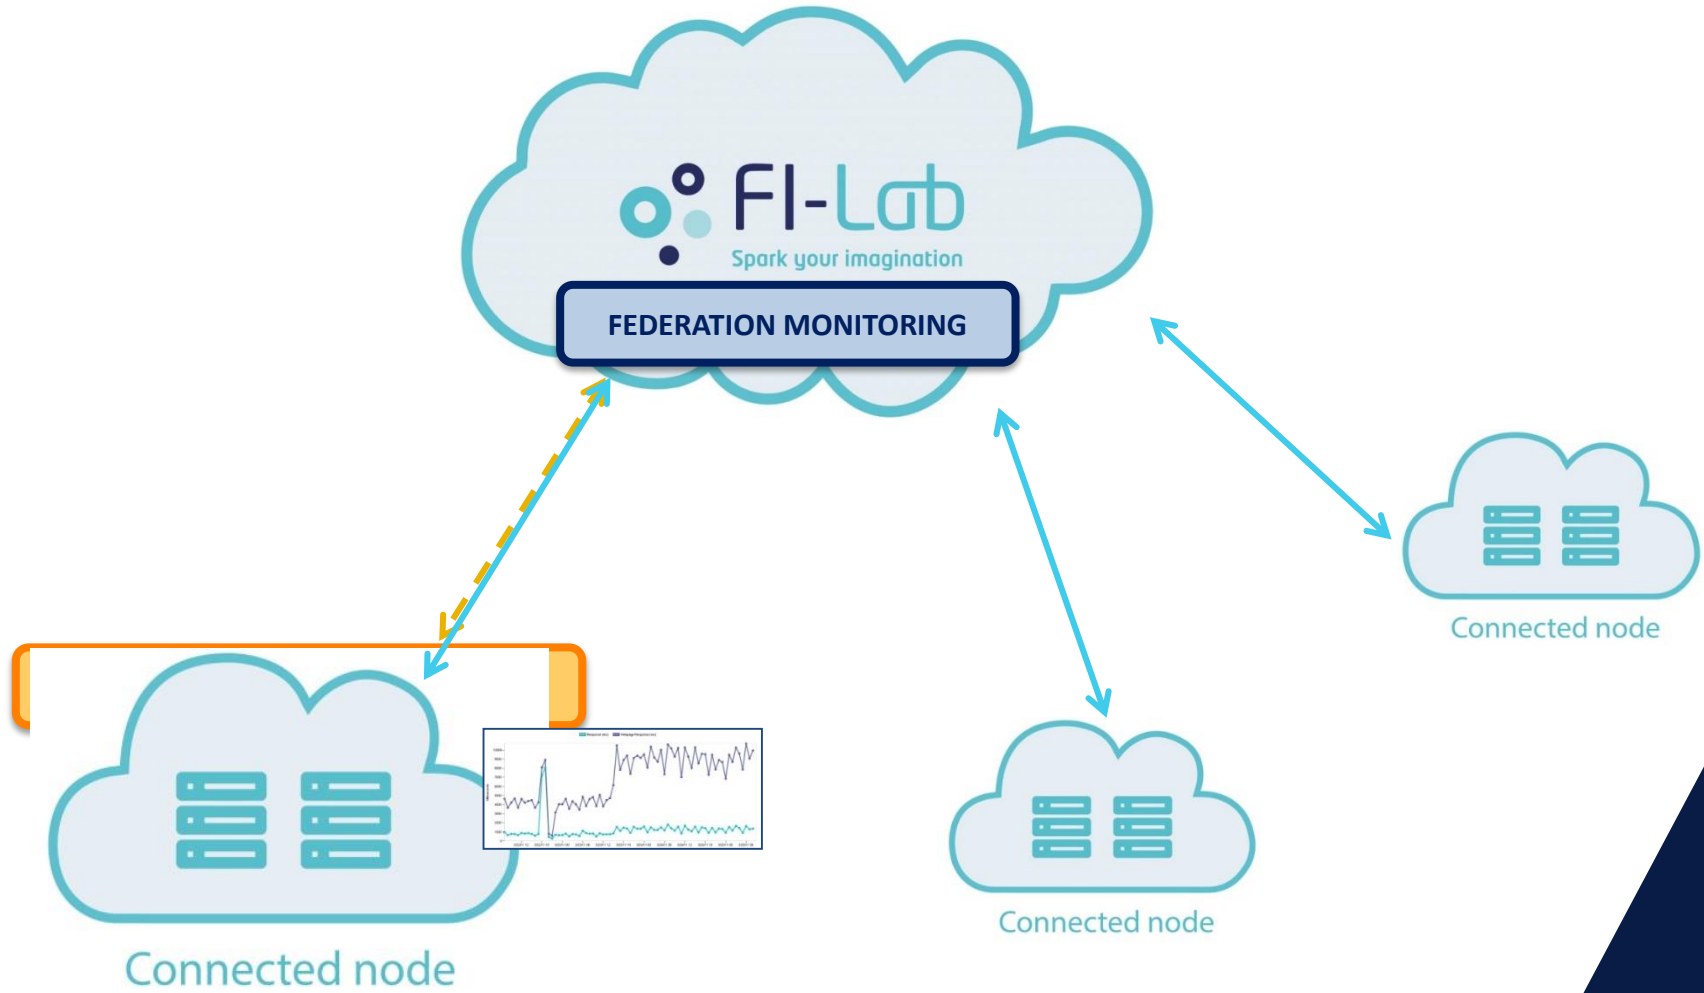 FI-Lab
Spark your imagination
FEDERATION MONITORING
Connected node
Connected node
Connected node